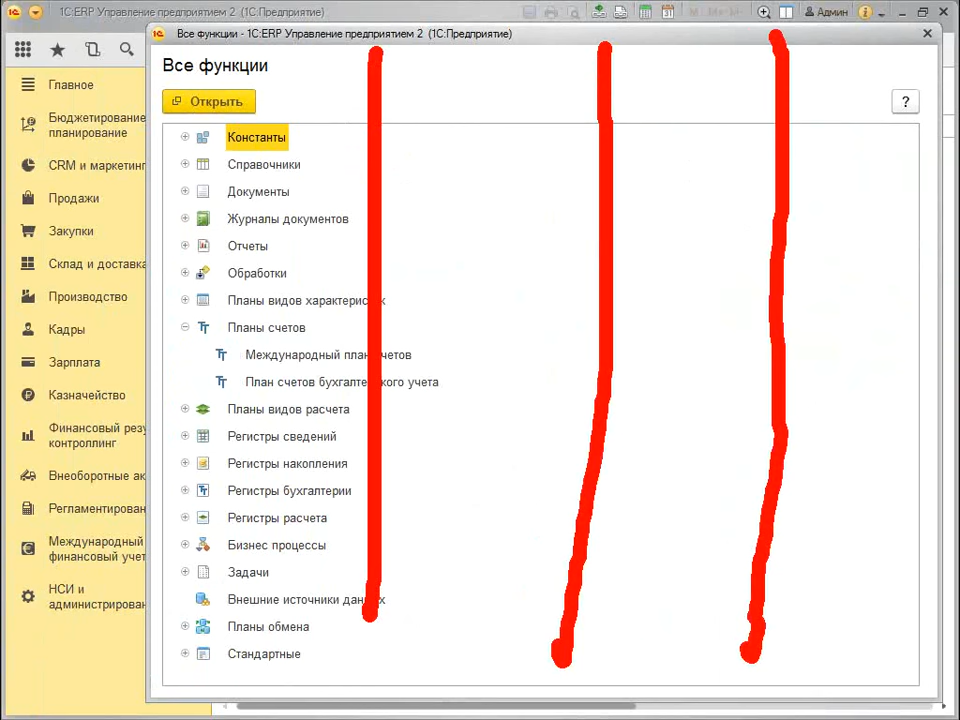 1С:ERP Управление предприятием 2 (1С:Предприятие)
M M+ M-
Админ
Все функции - 1С:ERP Управление предприятием 2 (1С:Предприятие)
Все функции
Открыть
?
Главное
Бюджетирование
планирование
CRM и маркетинг
Продажи
Закупки
Склад и доставка
Производство
Кадры
Зарплата
Казначейство
Финансовый резу
контроллинг
Внеоборотные ак
Регламентирован
Международный
финансовый учет
НСИ и
администрирован
Константы
Справочники
Документы
Журналы документов
Отчеты
Обработки
Планы видов
Планы счетов
Международный план счетов
План счетов бухгалтерского учета
Планы видов расчета
Регистры сведений
Регистры накопления
Регистры бухгалтерии
Регистры расчета
Бизнес процессы
Задачи
Внешние источники данных
Планы обмена
Стандартные